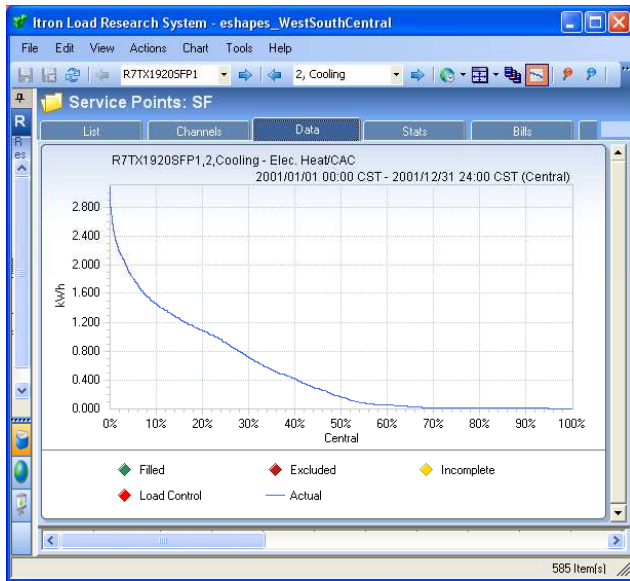 Itron Load Research System - eshapes_WestSouthCentral
File Edit View Actions Chart Tools Help
R7TX1920SFP1 2, Cooling
Service Points: SF
R
R
es
List Channels Data Stats Bills
R7TX1920SFP1,2,Cooling - Elec. Heat/CAC
2001/01/01 00:00 CST - 2001/12/31 24:00 CST (Central)
2.800
2.400
2.000
1.600
1.200
0.800
0.400
0.000
kWh
0% 10% 20% 30% 40% 50% 60% 70% 80% 90% 100%
Central
Filled Excluded Incomplete
Load Control Actual
585 Item(s)